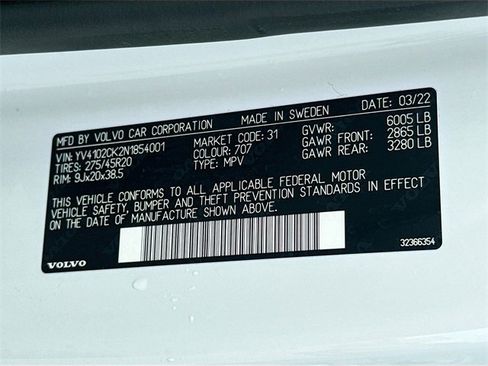 MFD BY VOLVO CAR CORPORATION MADE IN SWEDEN DATE: 03/22
VIN: YV4102CK2N1854001 MARKET CODE: 31 GVWR: 6005 LB
TIRES: 275/45R20 COLOUR: 707 GAWR FRONT: 2865 LB
RIM: 9Jx20x38.5 TYPE: MPV GAWR REAR: 3280 LB
THIS VEHICLE CONFORMS TO ALL APPLICABLE FEDERAL MOTOR
VEHICLE SAFETY, BUMPER AND THEFT PREVENTION STANDARDS IN EFFECT
ON THE DATE OF MANUFACTURE SHOWN ABOVE.
VOLVO 32366354